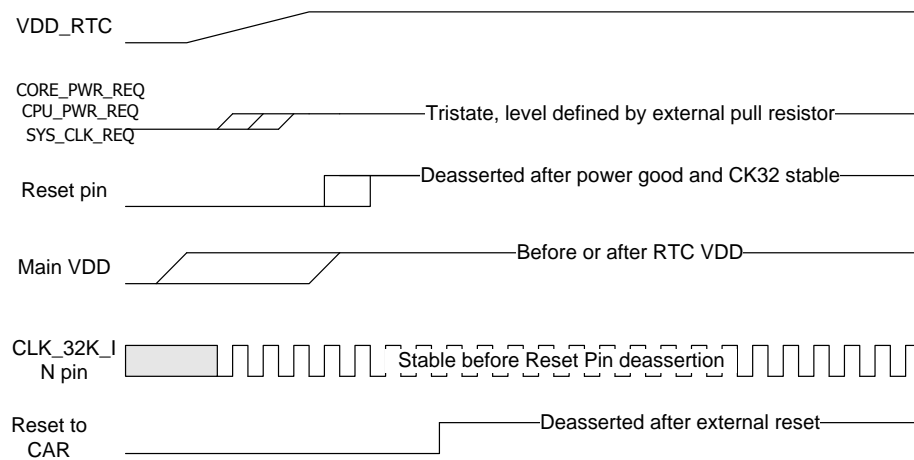 VDD_RTC
CORE_PWR_REQ
CPU_PWR_REQ
SYS_CLK_REQ
Tristate, level defined by external pull resistor
Reset pin
Deasserted after power good and CK32 stable
Main VDD
Before or after RTC VDD
CLK_32K_I
N pin
Stable before Reset Pin deassertion
Reset to
CAR
Deasserted after external reset